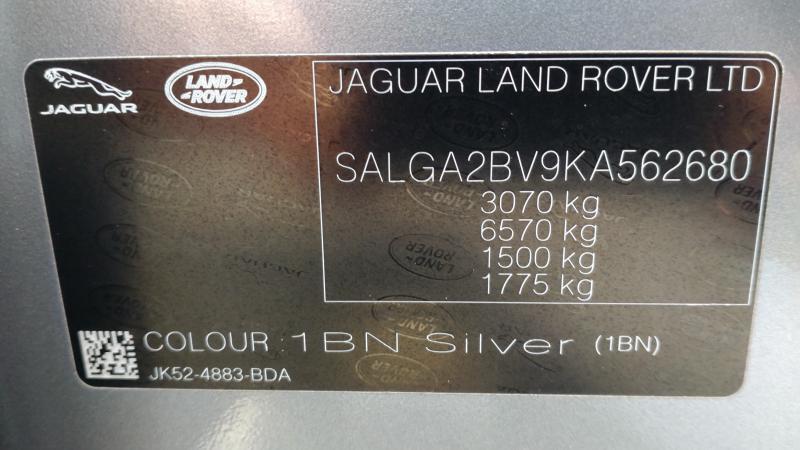 JAGUAR
LAND
ROVER
JAGUAR LAND ROVER LTD
SALGA2BV9KA562680
3070 kg
6570 kg
1500 kg
1775 kg
COLOUR : 1BN Silver (1BN)
JK52-4883-BDA